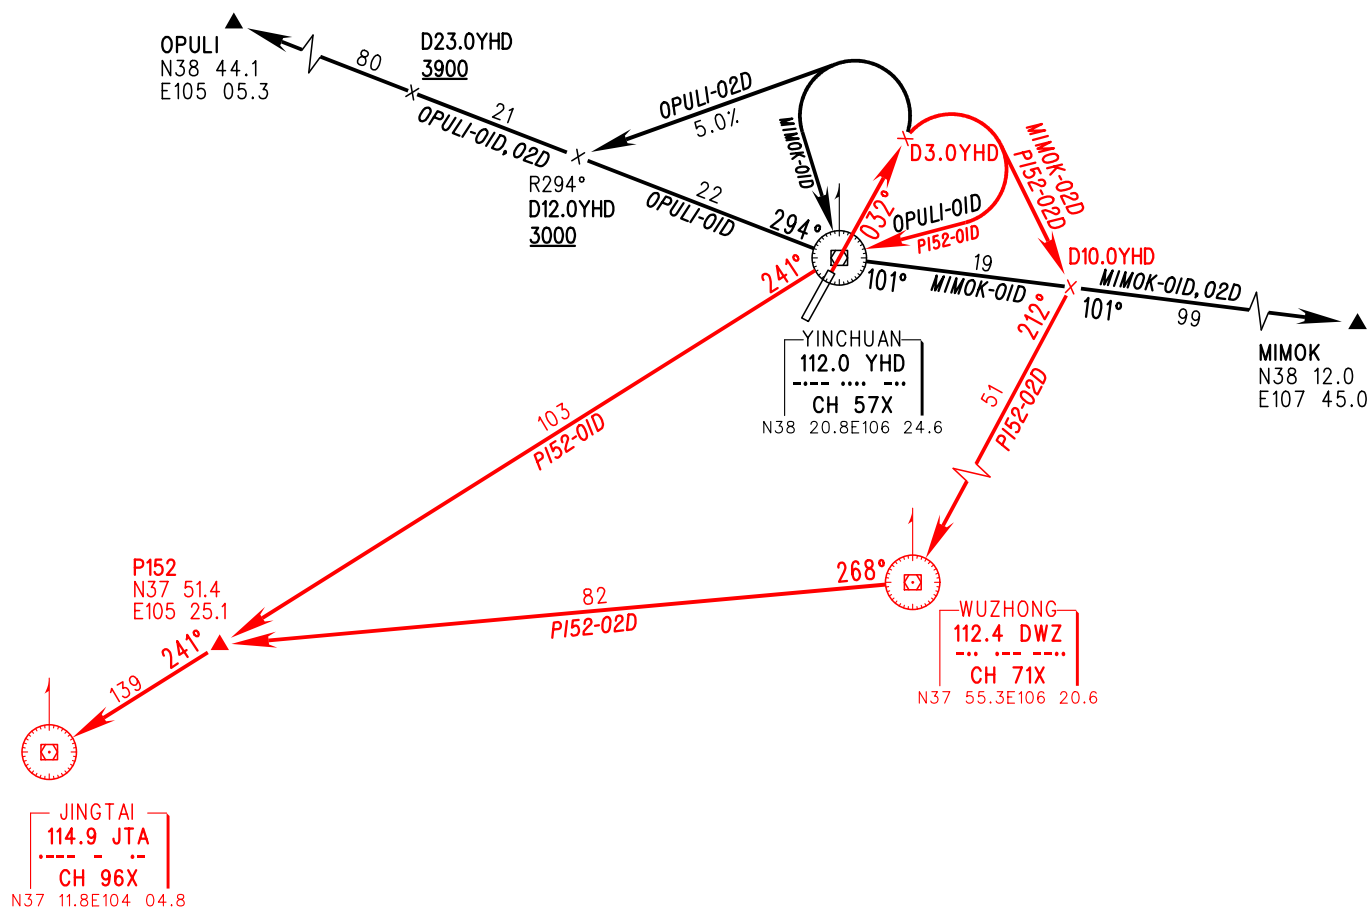 OPULI
N38 44.1
E105 05.3
80
D23.0YHD
3900
21
OPULI-01D, 02D
OPULI-02D
5.0%
MIMOK-01D
R294°
D12.0YHD
3000
22
OPULI-01D
294°
D3.0YHD
032°
MIMOK-02D
P152-02D
OPULI-01D
P152-01D
241°
101°
19
MIMOK-01D
D10.0YHD
MIMOK-01D, 02D
101°
99
212°
MIMOK
N38 12.0
E107 45.0
YINCHUAN
112.0 YHD
-·-- ···· -··
CH 57X
N38 20.8E106 24.6
51
P152-02D
103
P152-01D
P152
N37 51.4
E105 25.1
241°
139
82
P152-02D
268°
WUZHONG
112.4 DWZ
-·· ·-- --··
CH 71X
N37 55.3E106 20.6
JINGTAI
114.9 JTA
·--- - ·-
CH 96X
N37 11.8E104 04.8